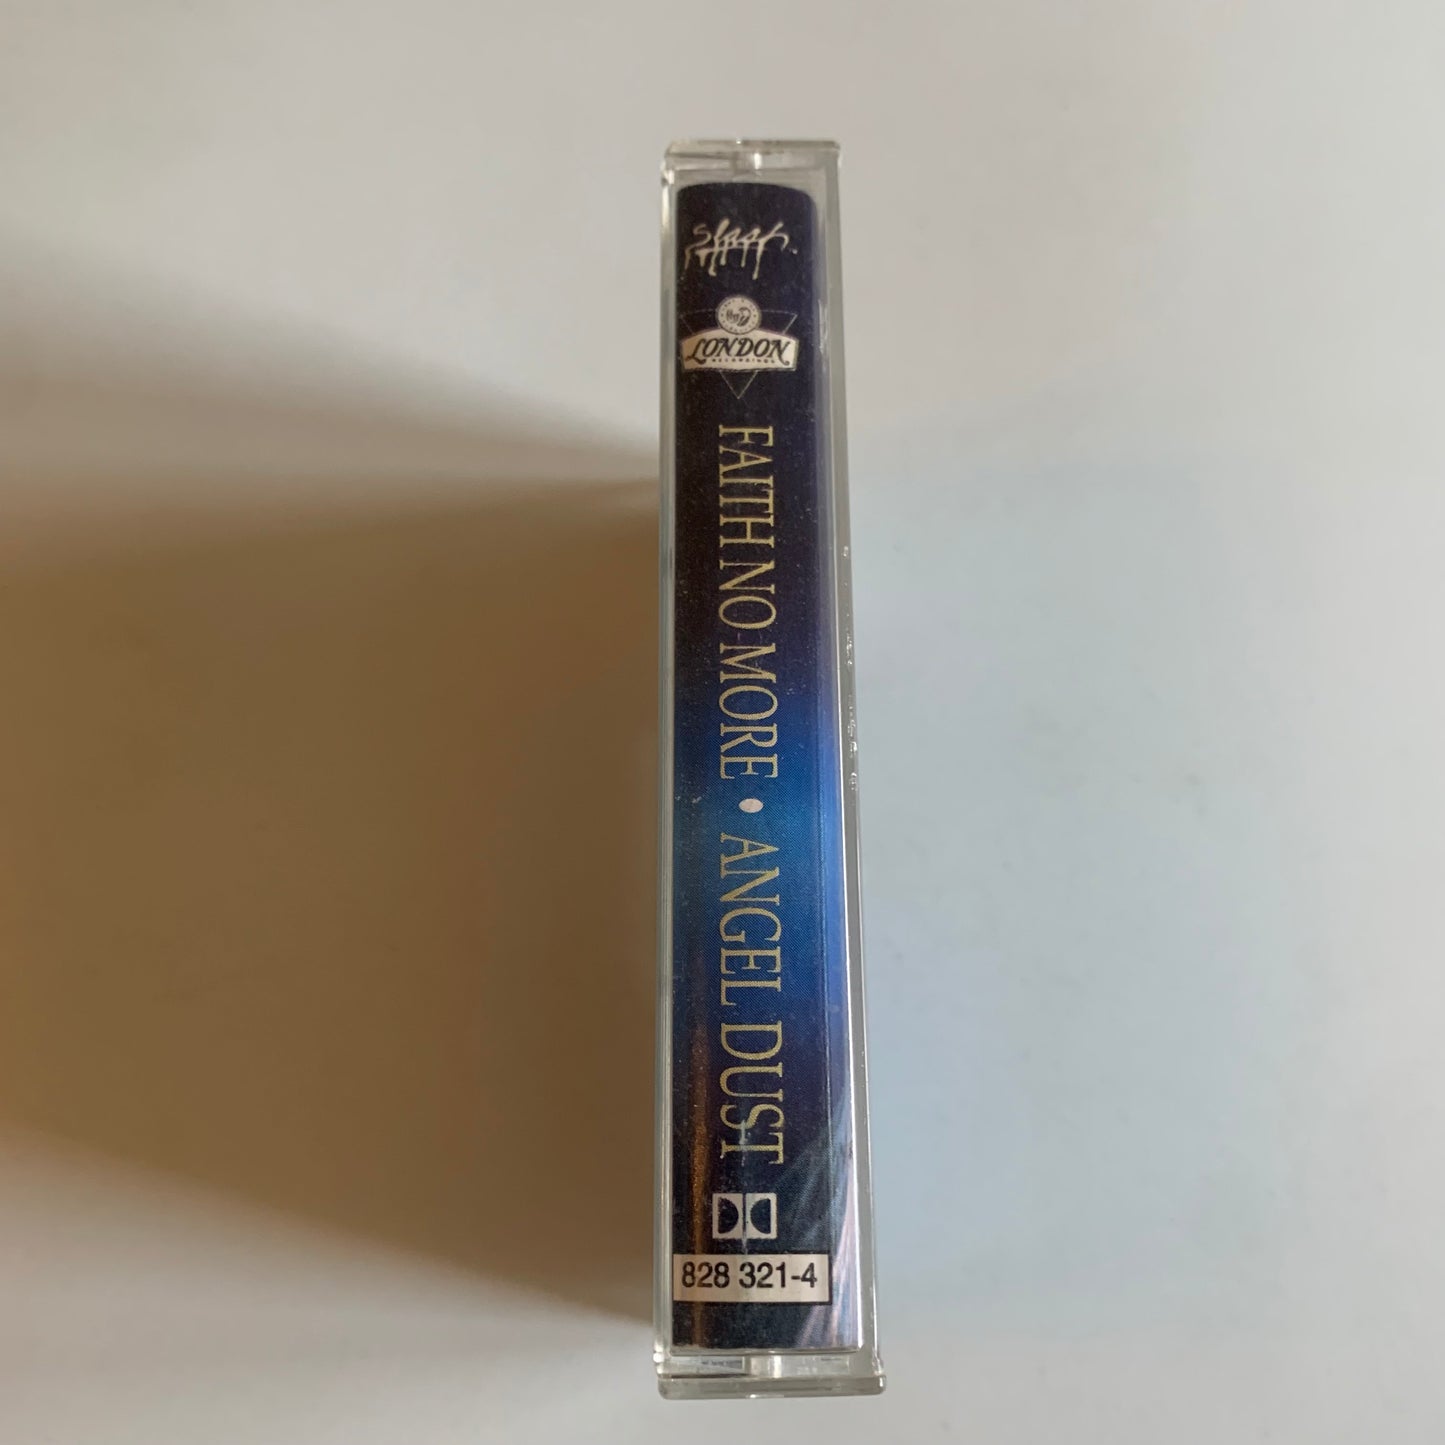 Slash
LONDON
RECORDINGS
FAITH NO MORE • ANGEL DUST
828 321-4